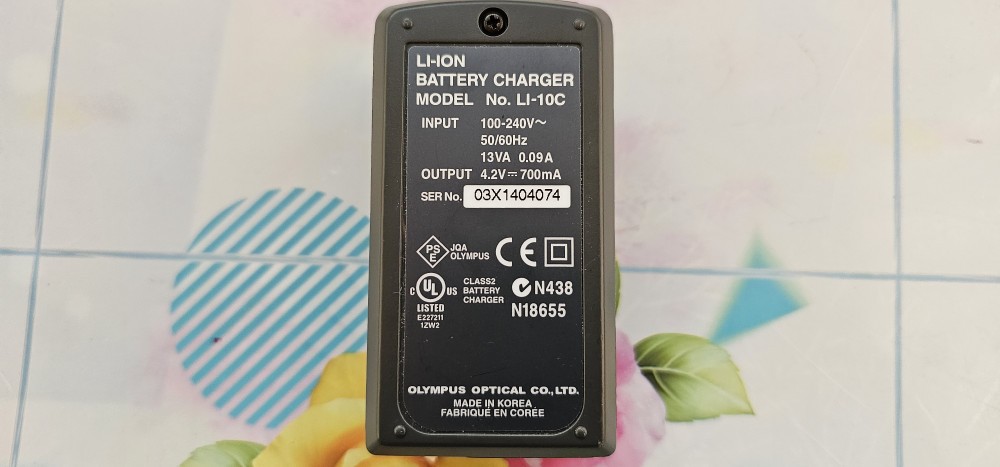 LI-ION
BATTERY CHARGER
MODEL No. LI-10C
INPUT 100-240V~
50/60Hz
13VA 0.09A
OUTPUT 4.2V⎓700mA
SER No. 03X1404074
PS
E
JQA
OLYMPUS
CE
C UL US
LISTED
E227211
1ZW2
CLASS2
BATTERY
CHARGER
N438
N18655
OLYMPUS OPTICAL CO.,LTD.
MADE IN KOREA
FABRIQUÉ EN CORÉE